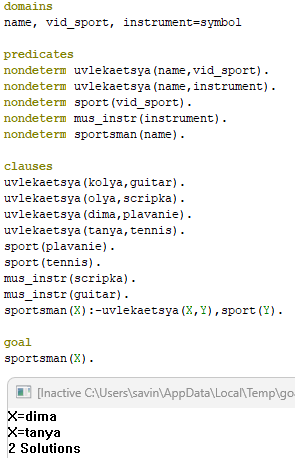 domains
name, vid_sport, instrument=symbol
predicates
nondeterm uvlekaetsya(name,vid_sport).
nondeterm uvlekaetsya(name,instrument).
nondeterm sport(vid_sport).
nondeterm mus_instr(instrument).
nondeterm sportsman(name).
clauses
uvlekaetsya(kolya,guitar).
uvlekaetsya(olya,scripka).
uvlekaetsya(dima,plavanie).
uvlekaetsya(tanya,tennis).
sport(plavanie).
sport(tennis).
mus_instr(scripka).
mus_instr(guitar).
sportsman(X):-uvlekaetsya(X,Y),sport(Y).
goal
sportsman(X).
[Inactive C:\Users\savin\AppData\Local\Temp\goa
X=dima
X=tanya
2 Solutions